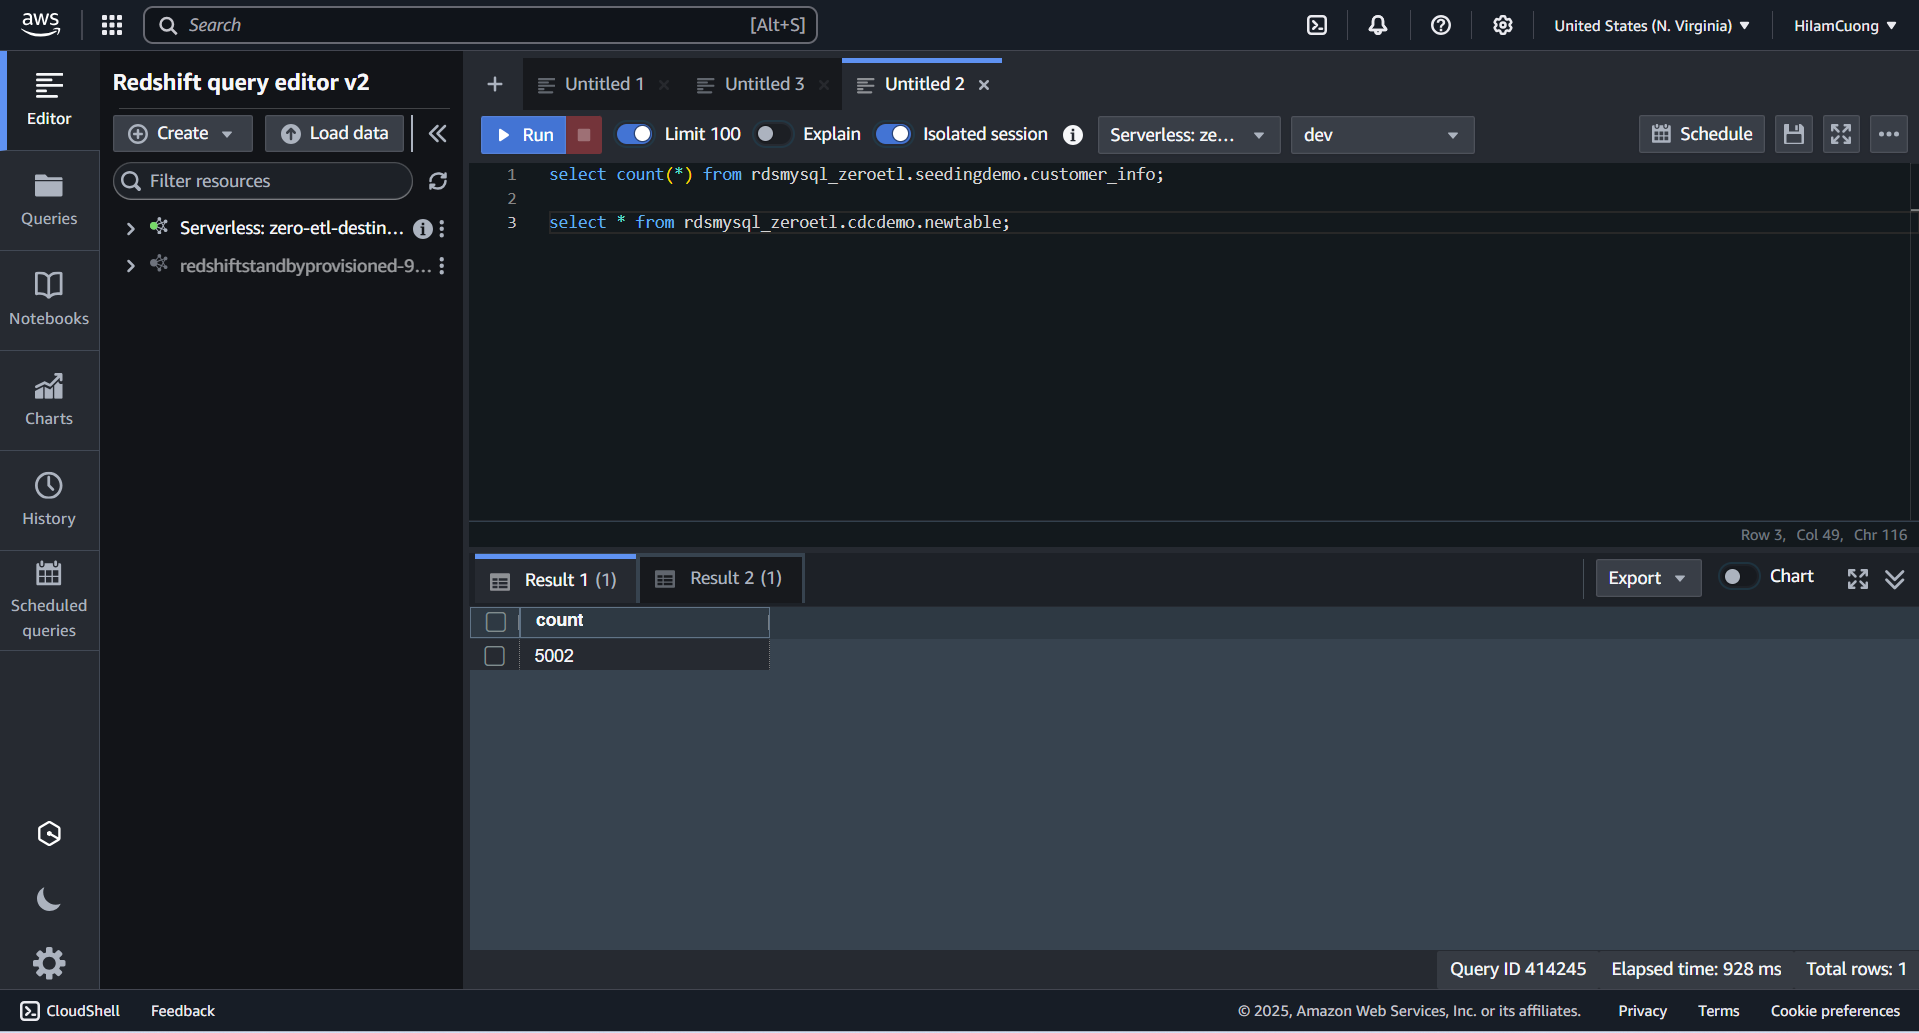 aws
Search [Alt+S]
United States (N. Virginia)
HilamCuong
Editor
Queries
Notebooks
Charts
History
Scheduled
queries
Redshift query editor v2
Create
Load data
Filter resources
Serverless: zero-etl-destin...
redshiftstandbyprovisioned-9...
Untitled 1
Untitled 3
Untitled 2
Run
Limit 100
Explain
Isolated session
Serverless: ze...
dev
Schedule
1 select count(*) from rdsmysql_zeroetl.seedingdemo.customer_info;
2
3 select * from rdsmysql_zeroetl.cdcdemo.newtable;
Row 3, Col 49, Chr 116
Result 1 (1)
Result 2 (1)
Export
Chart
count
5002
Query ID 414245 Elapsed time: 928 ms Total rows: 1
CloudShell
Feedback
© 2025, Amazon Web Services, Inc. or its affiliates.
Privacy
Terms
Cookie preferences